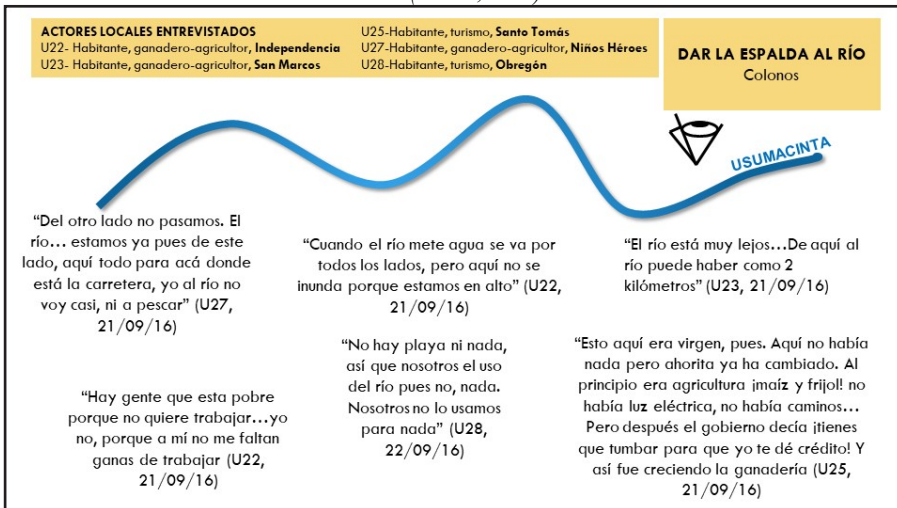 ACTORES LOCALES ENTREVISTADOS
U22- Habitante, ganadero-agricultor, Independencia
U23- Habitante, ganadero-agricultor, San Marcos
U25-Habitante, turismo, Santo Tomás
U27-Habitante, ganadero-agricultor, Niños Héroes
U28-Habitante, turismo, Obregón
DAR LA ESPALDA AL RÍO
Colonos
USUMACINTA
“Del otro lado no pasamos. El
río... estamos ya pues de este
lado, aquí todo para acá donde
está la carretera, yo al río no
voy casi, ni a pescar” (U27,
21/09/16)
“Cuando el río mete agua se va por
todos los lados, pero aquí no se
inunda porque estamos en alto” (U22,
21/09/16)
“El río está muy lejos...De aquí al
río puede haber como 2
kilómetros” (U23, 21/09/16)
“Hay gente que esta pobre
porque no quiere trabajar...yo
no, porque a mí no me faltan
ganas de trabajar (U22,
21/09/16)
“No hay playa ni nada,
así que nosotros el uso
del río pues no, nada.
Nosotros no lo usamos
para nada” (U28,
22/09/16)
“Esto aquí era virgen, pues. Aquí no había
nada pero ahorita ya ha cambiado. Al
principio era agricultura ¡maíz y frijol! no
había luz eléctrica, no había caminos...
Pero después el gobierno decía ¡tienes
que tumbar para que yo te dé crédito! Y
así fue creciendo la ganadería (U25,
21/09/16)